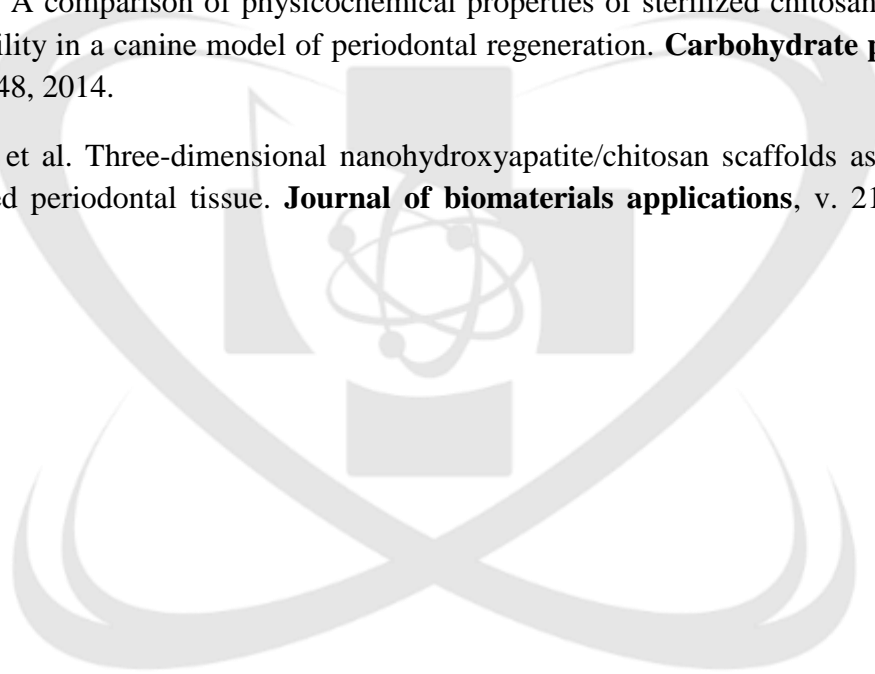 A comparison of physicochemical properties of sterilized chitosan
ility in a canine model of periodontal regeneration. Carbohydrate p
48, 2014.
et al. Three-dimensional nanohydroxyapatite/chitosan scaffolds as
ed periodontal tissue. Journal of biomaterials applications, v. 21